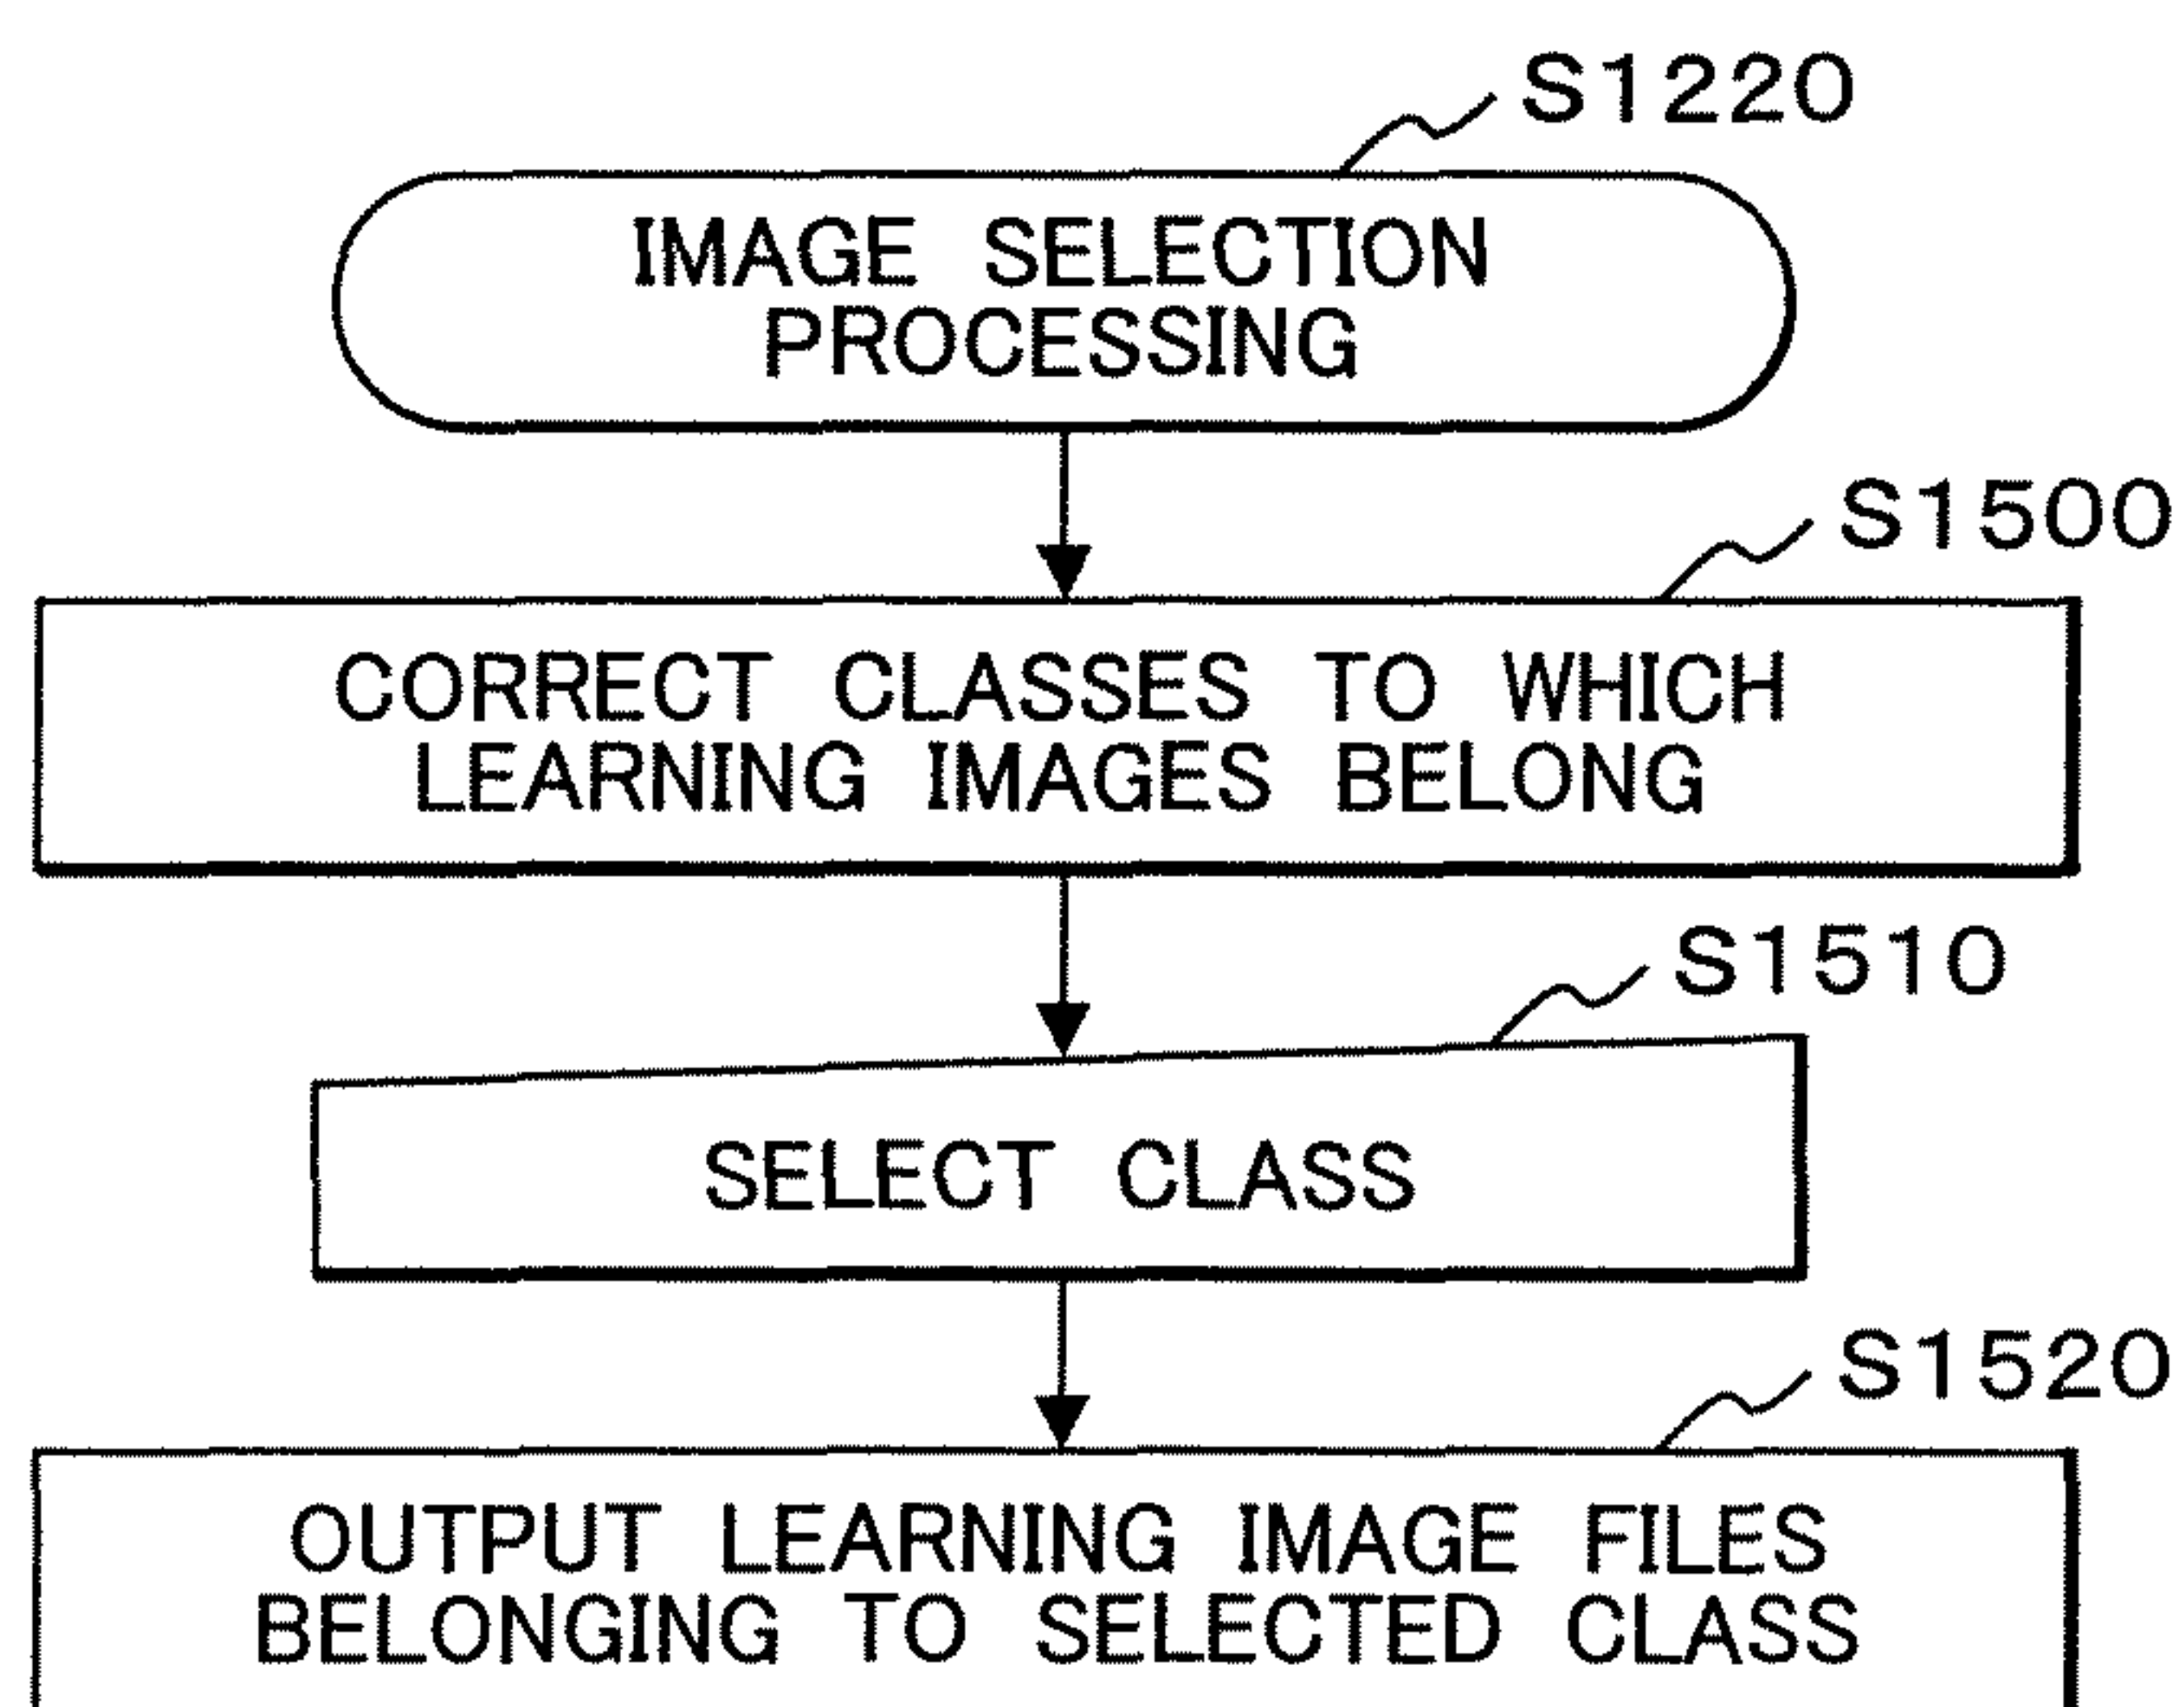 S1220
IMAGE SELECTION
PROCESSING
S1500
CORRECT CLASSES TO WHICH
LEARNING IMAGES BELONG
S1510
SELECT CLASS
S1520
OUTPUT LEARNING IMAGE FILES
BELONGING TO SELECTED CLASS